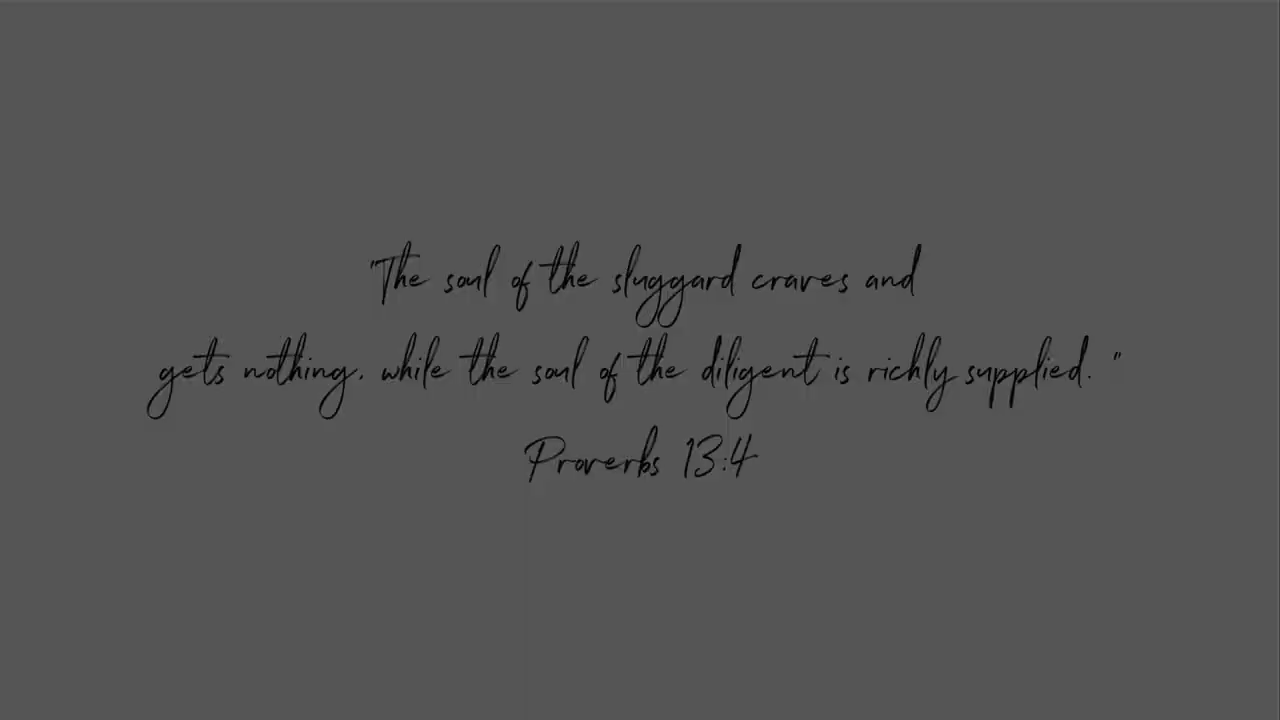 "The soul of the sluggard craves and
gets nothing, while the soul of the diligent is richly supplied. "
Proverbs 13:4